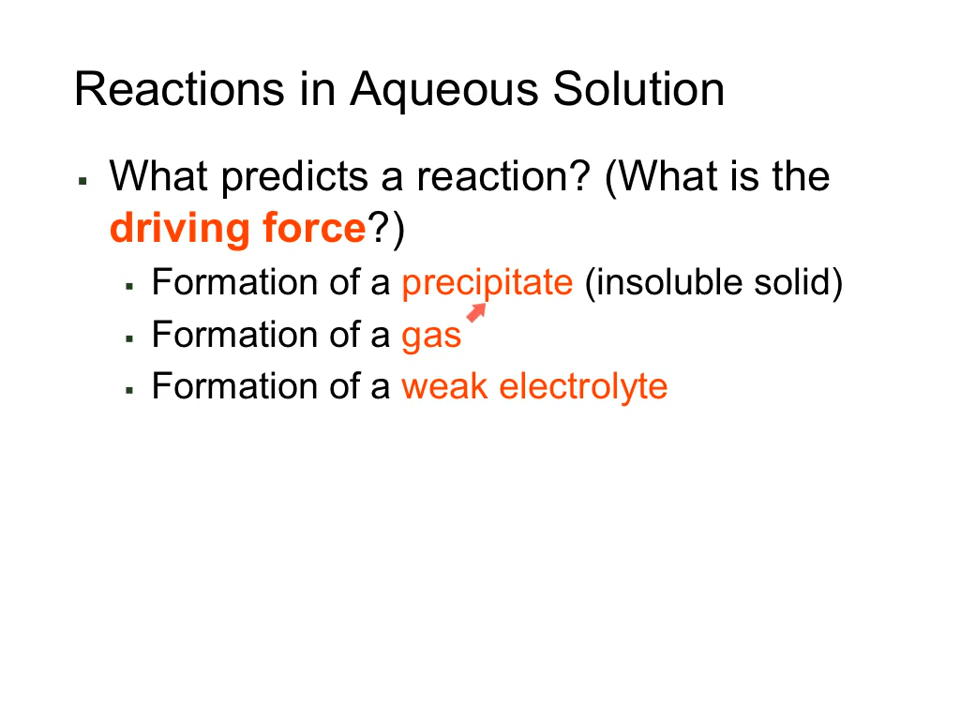 Reactions in Aqueous Solution
▪ What predicts a reaction? (What is the
driving force?)
▪ Formation of a precipitate (insoluble solid)
▪ Formation of a gas
▪ Formation of a weak electrolyte